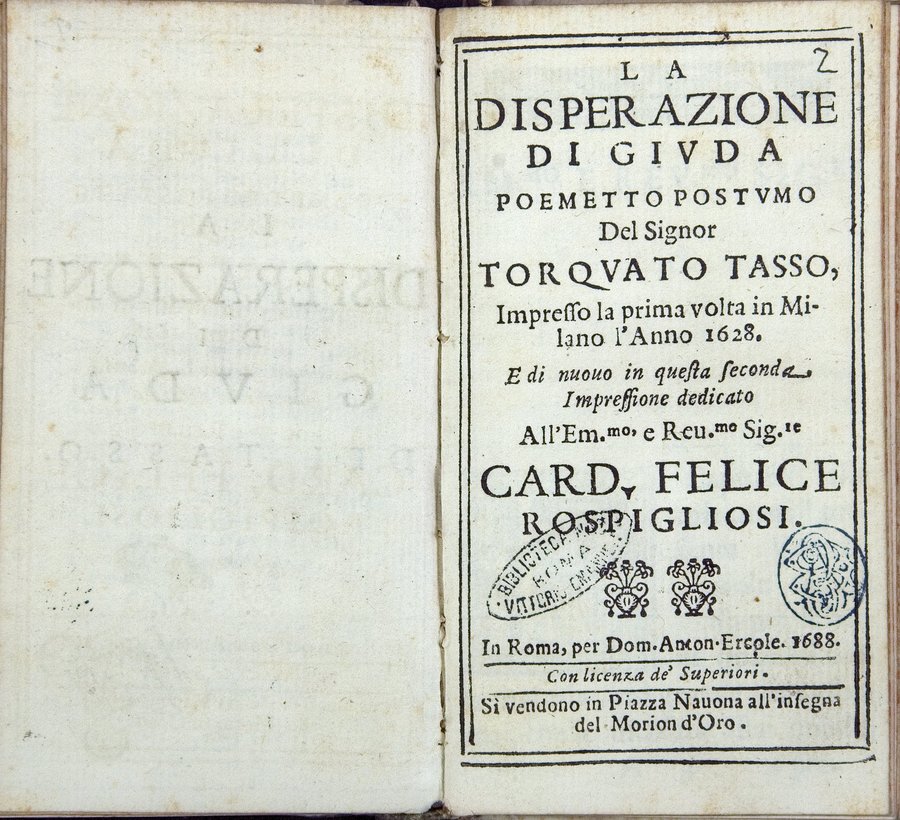 2
LA
DISPERAZIONE
DI GIVDA
POEMETTO POSTVMO
Del Signor
TORQVATO TASSO,
Impreſſo la prima volta in Mi-
lano l'Anno 1628.
E di nuouo in queſta ſeconda
Impreſſione dedicato
All'Em.mo, e Reu.mo Sig.re
CARD. FELICE
ROSPIGLIOSI.
BIBLIOTECA
ROMA
VITTORIO EMANUELE
In Roma, per Dom. Anton. Ercole. 1688.
Con licenza de' Superiori.
Si vendono in Piazza Nauona all'inſegna
del Morion d'Oro.